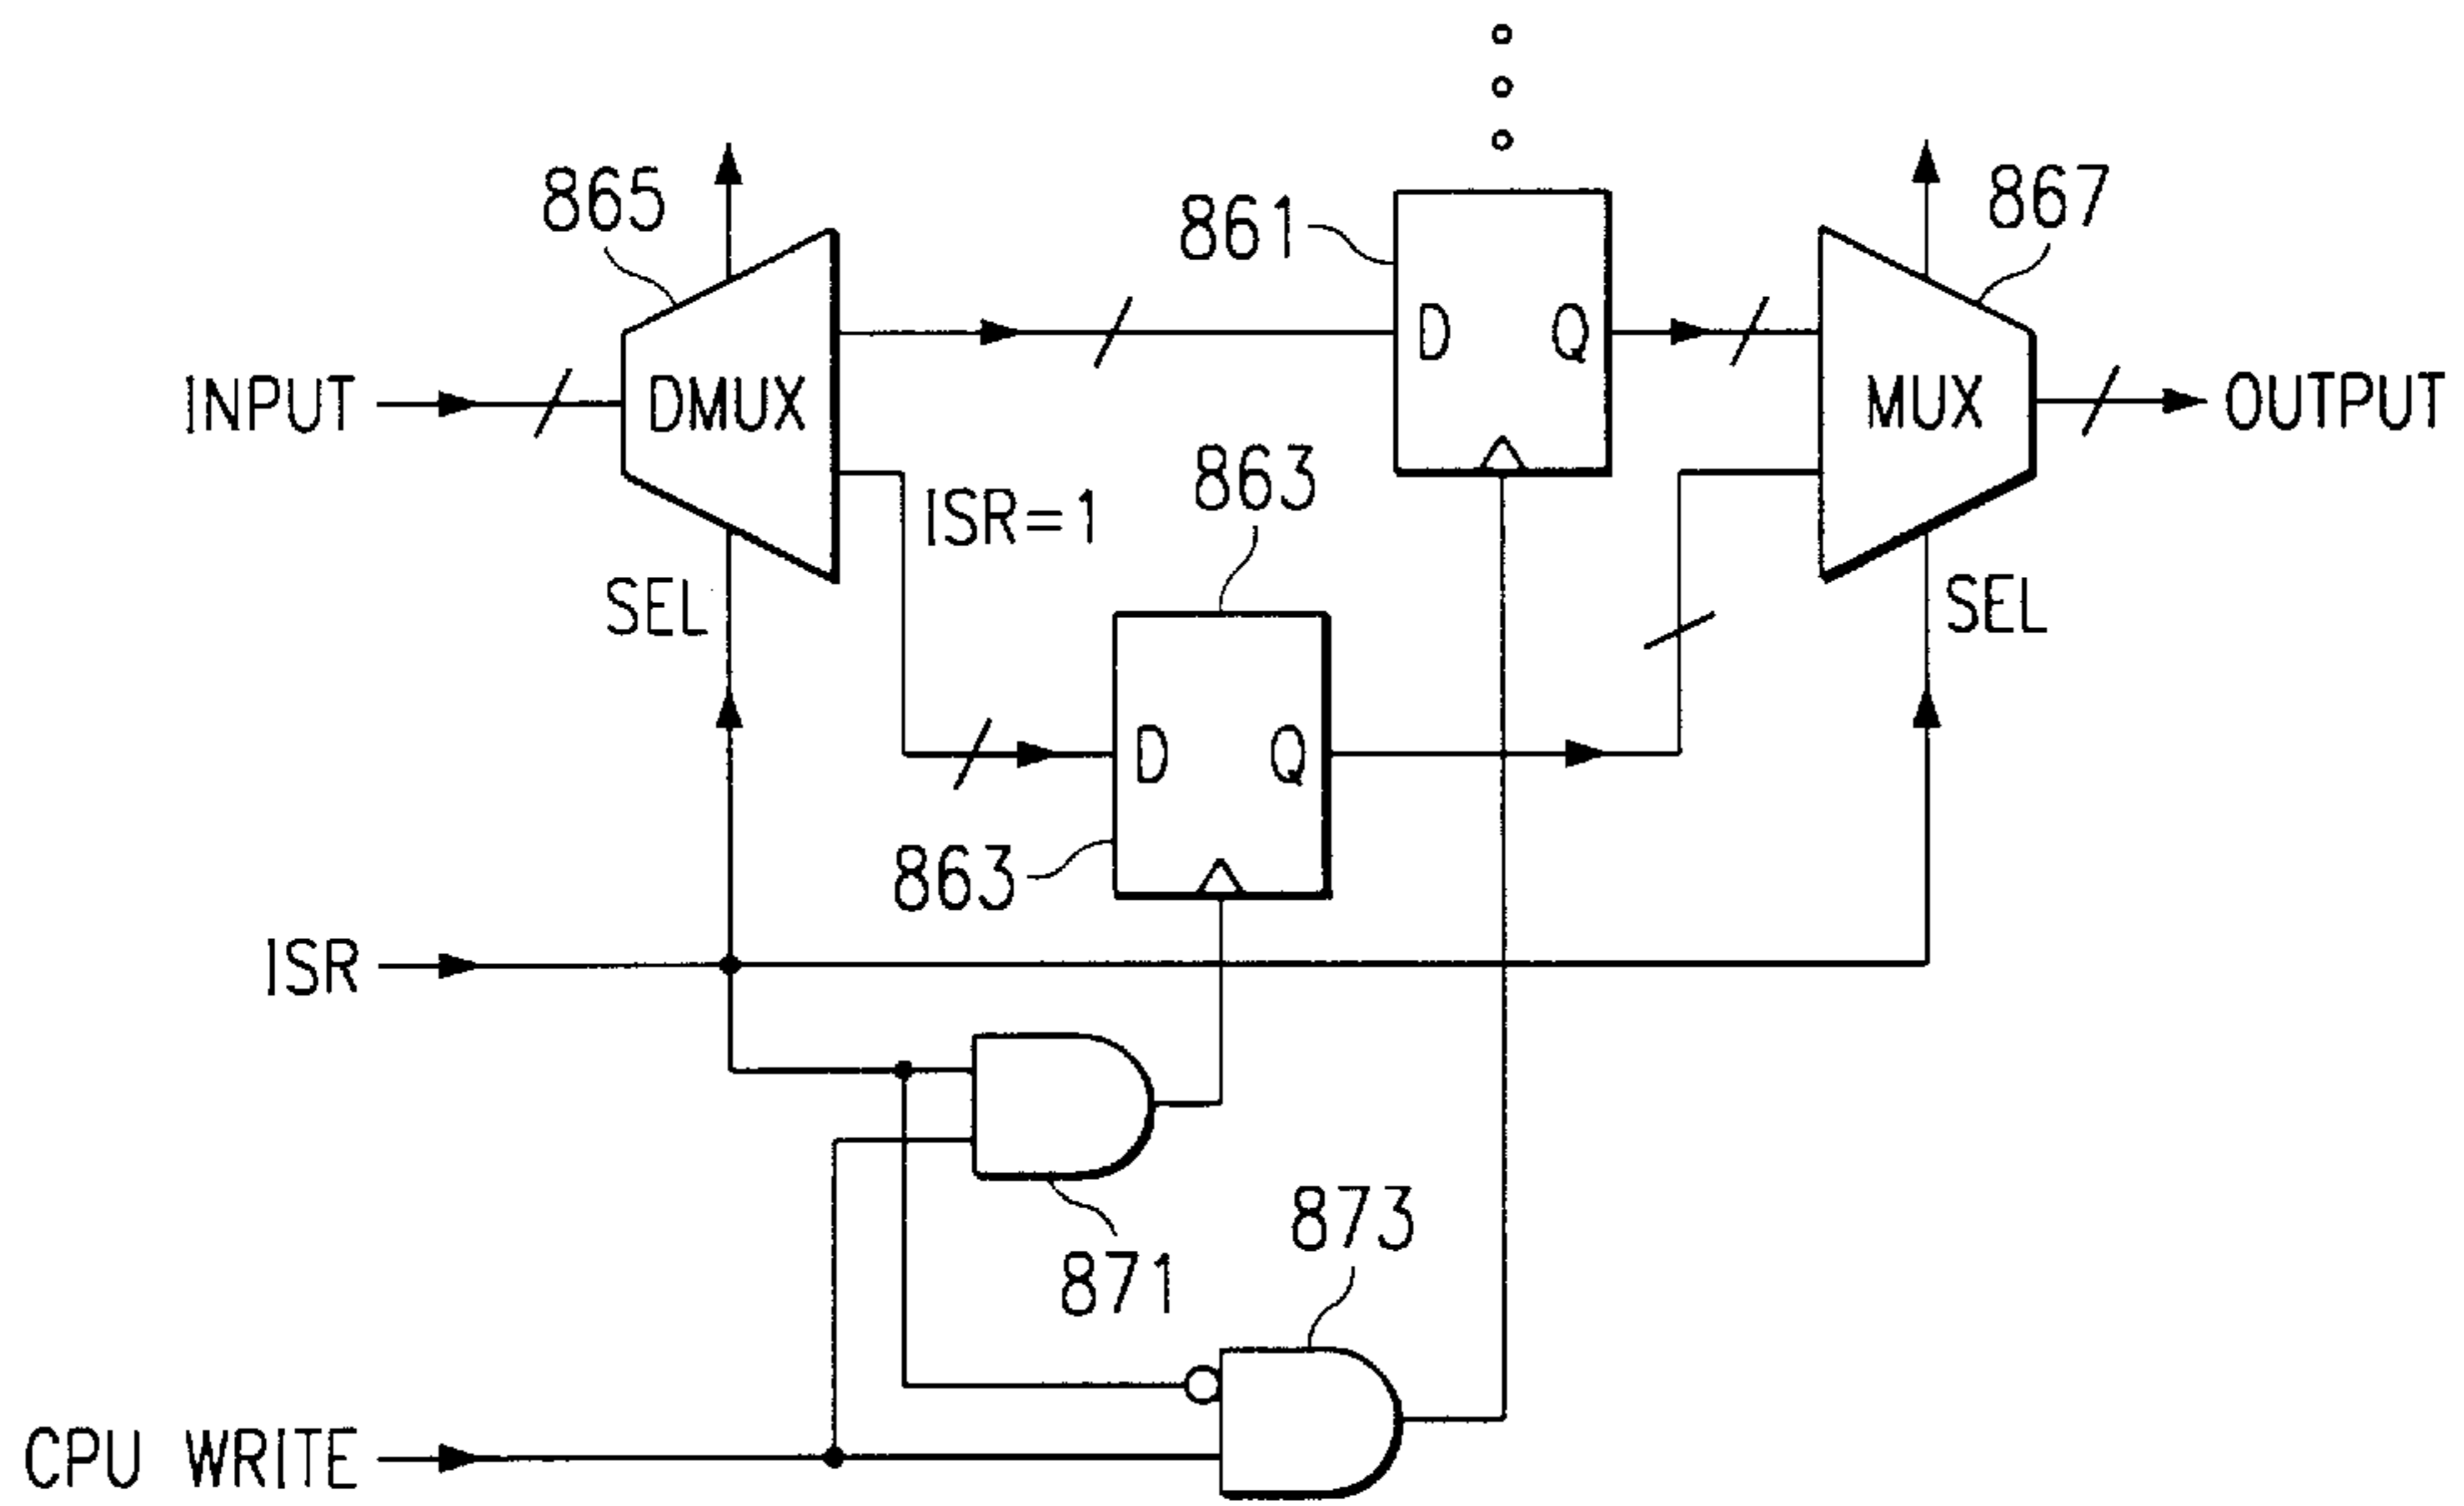 865
861
867
D
Q
INPUT
DMUX
MUX
OUTPUT
863
ISR=1
SEL
SEL
D
Q
863
ISR
871
873
CPU WRITE